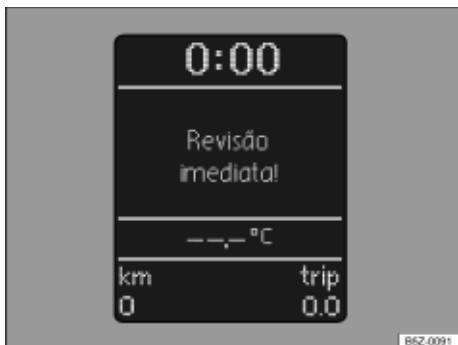 0:00
Revisão
imediata!
--.- °C
km trip
0 0.0
B5Z-0091